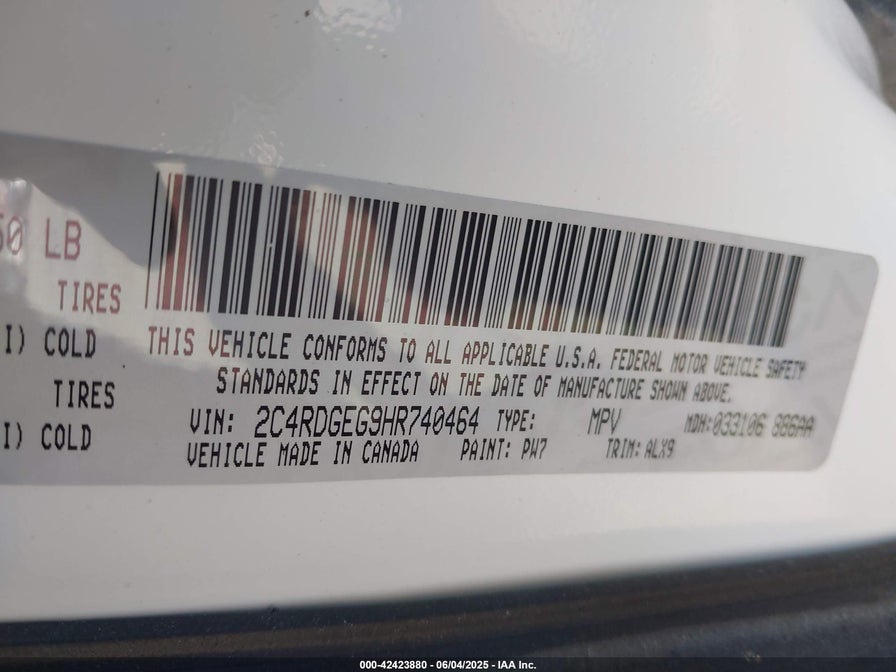 50 LB
TIRES
I) COLD
TIRES
I) COLD
THIS VEHICLE CONFORMS TO ALL APPLICABLE U.S.A. FEDERAL MOTOR VEHICLE SAFETY
STANDARDS IN EFFECT ON THE DATE OF MANUFACTURE SHOWN ABOVE.
VIN: 2C4RDGEG9HR740464 TYPE: MPV MDH:033106 886AA
VEHICLE MADE IN CANADA PAINT: PW7 TRIM: ALX9
000-42423880 - 06/04/2025 - IAA Inc.